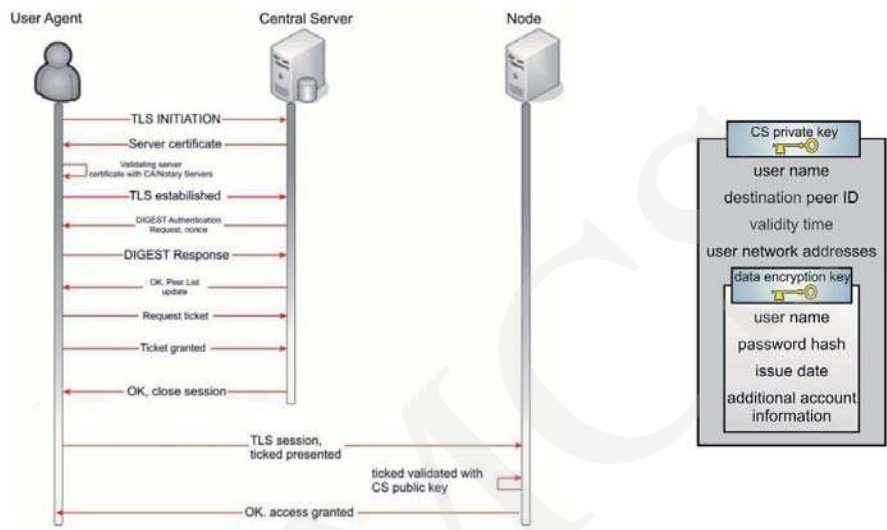 User Agent
Central Server
Node
TLS INITIATION
Server certificate
Validating server
certificate with CA/Notary Servers
TLS estabilished
DIGEST Authentication
Request, nonce
DIGEST Response
OK. Peer List
update
Request ticket
Ticket granted
OK, close session
TLS session,
ticked presented
ticked validated with
CS public key
OK. access granted
CS private key
user name
destination peer ID
validity time
user network addresses
data encryption key
user name
password hash
issue date
additional account
information